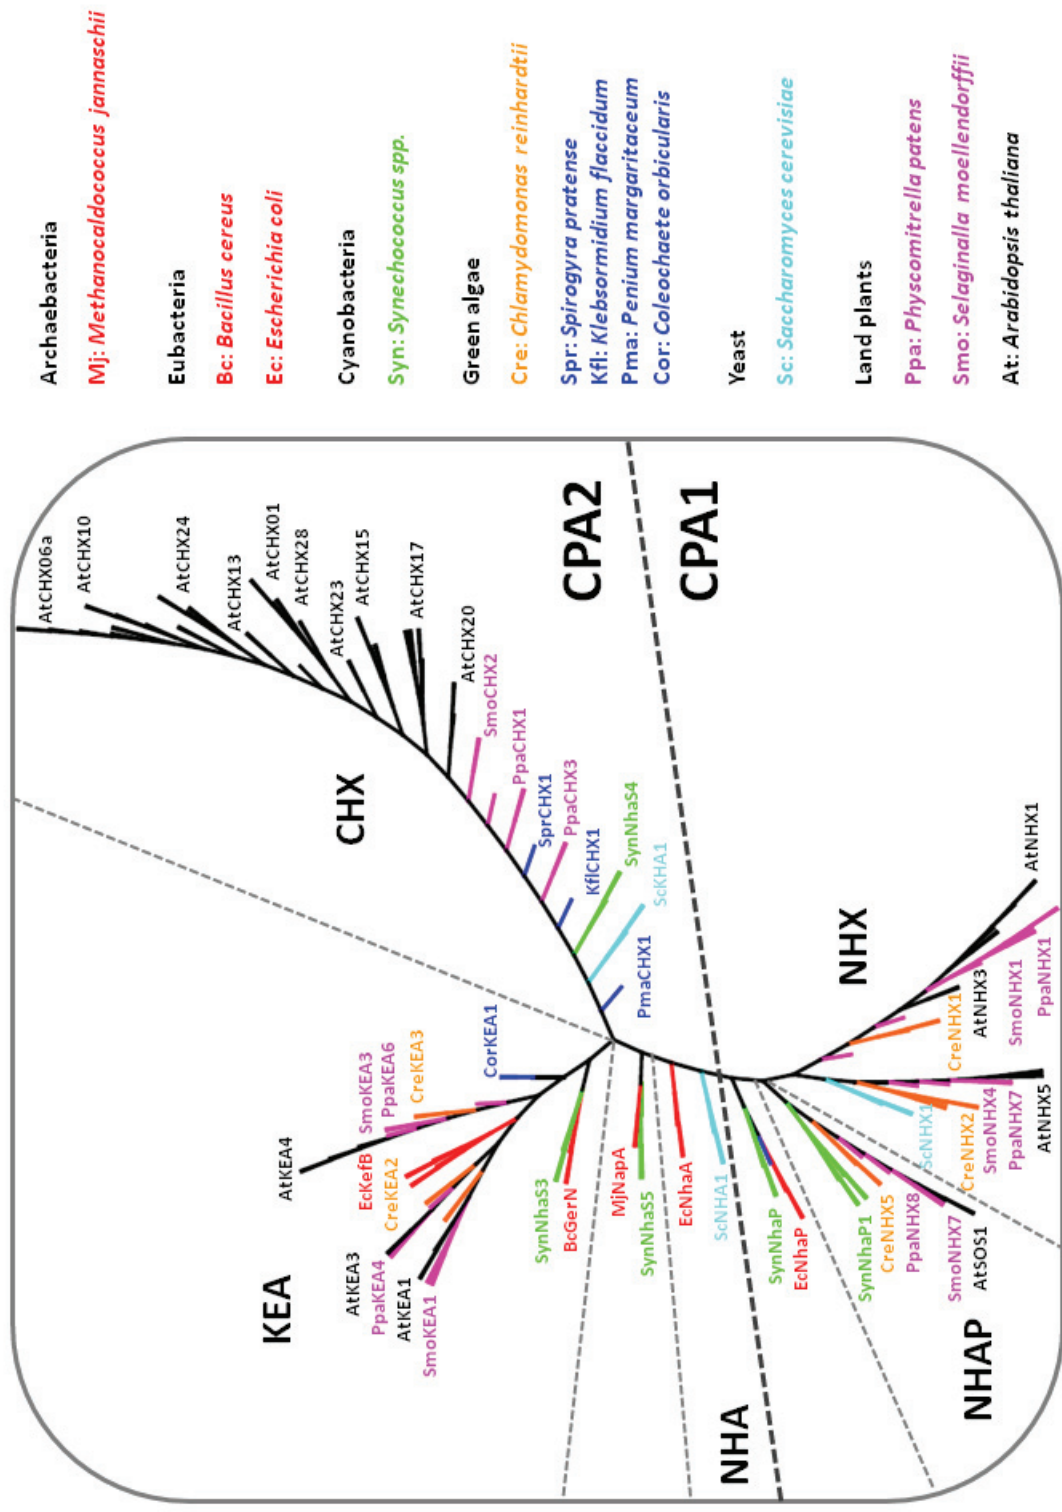 Archaebacteria
Mj: Methanocaldococcus jannaschii
Eubacteria
Bc: Bacillus cereus
Ec: Escherichia coli
Cyanobacteria
Syn: Synechococcus spp.
Green algae
Cre: Chlamydomonas reinhardtii
Spr: Spirogyra pratense
Kfl: Klebsormidium flaccidum
Pma: Penium margaritaceum
Cor: Coleochaete orbicularis
Yeast
Sc: Saccharomyces cerevisiae
Land plants
Ppa: Physcomitrella patens
Smo: Selaginalla moellendorffii
At: Arabidopsis thaliana
AtCHX06a
AtCHX10
AtCHX24
AtCHX13
AtCHX01
AtCHX28
AtCHX23
AtCHX15
AtCHX17
AtCHX20
SmoCHX2
PpaCHX1
SprCHX1
PpaCHX3
KflCHX1
SynNhaS4
ScKHA1
PmaCHX1
CHX
CPA2
CPA1
KEA
AtKEA4
SmoKEA3
PpaKEA6
CreKEA3
CorKEA1
EcKefB
CreKEA2
AtKEA3
PpaKEA4
AtKEA1
SmoKEA1
SynNhaS3
BcGerN
MjNapA
SynNhaS5
EcNhaA
ScNHA1
NHA
SynNhaP
EcNhaP
SynNhaP1
CreNHX5
PpaNHX8
SmoNHX7
AtSOS1
NHAP
NHX
AtNHX1
PpaNHX1
SmoNHX1
AtNHX3
CreNHX1
ScNHX1
CreNHX2
SmoNHX4
PpaNHX7
AtNHX5